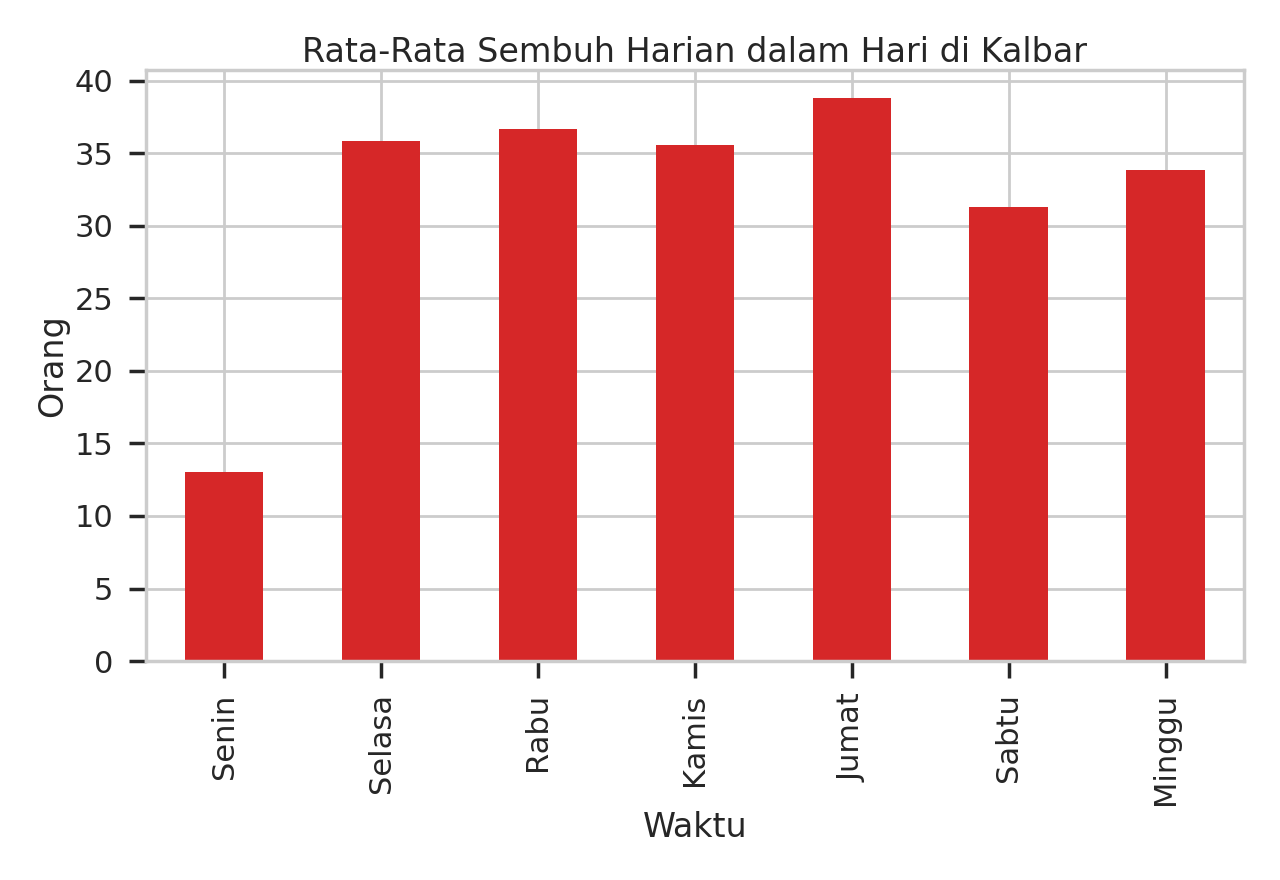 Rata-Rata Sembuh Harian dalam Hari di Kalbar
40
35
30
25
20
15
10
5
0
Orang
Senin
Selasa
Rabu
Kamis
Jumat
Sabtu
Minggu
Waktu